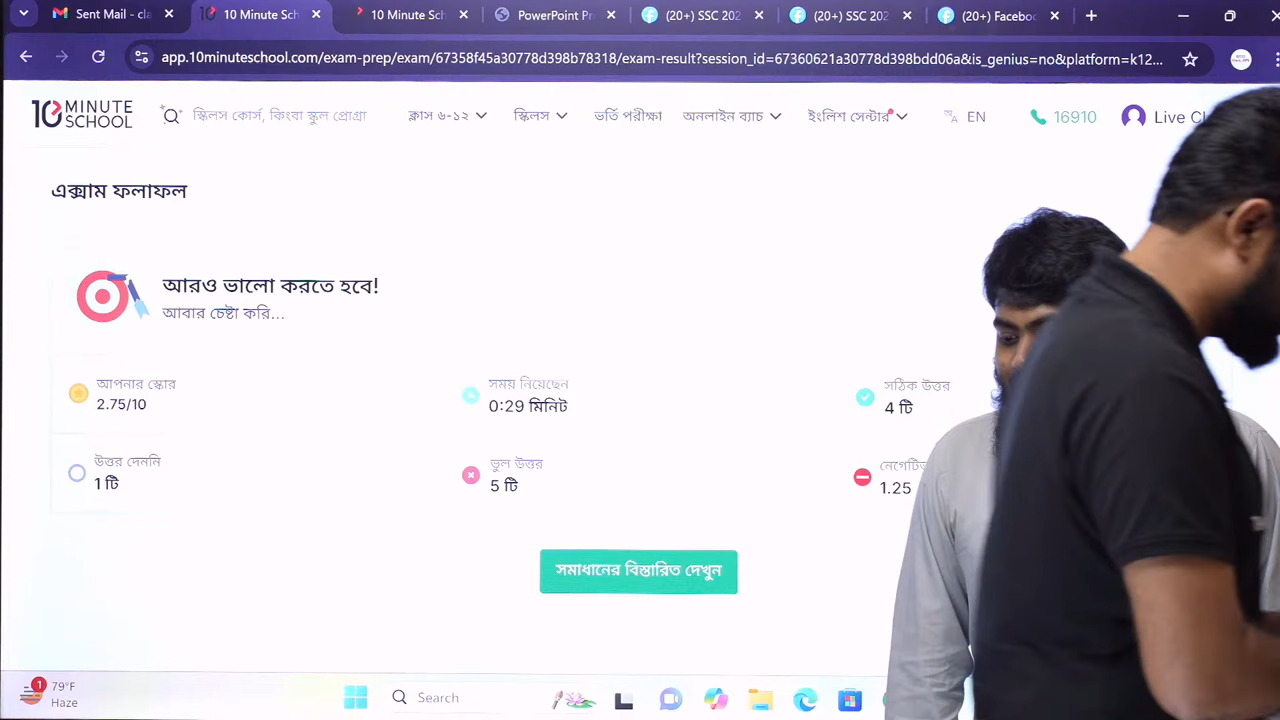 Sent Mail - cla
10 Minute Sch
10 Minute Sch
PowerPoint Pr
(20+) SSC 202
(20+) SSC 202
(20+) Faceboo
app.10minuteschool.com/exam-prep/exam/67358f45a30778d398b78318/exam-result?session_id=67360621a30778d398bdd06a&is_genius=no&platform=k12...
10 MINUTE SCHOOL
স্কিলস কোর্স, কিংবা স্কুল প্রোগ্রা
ক্লাস ৬-১২
স্কিলস
ভর্তি পরীক্ষা
অনলাইন ব্যাচ
ইংলিশ সেন্টার
EN
16910
Live Cl
এক্সাম ফলাফল
আরও ভালো করতে হবে!
আবার চেষ্টা করি...
আপনার স্কোর
2.75/10
সময় নিয়েছেন
0:29 মিনিট
সঠিক উত্তর
4 টি
উত্তর দেননি
1 টি
ভুল উত্তর
5 টি
নেগেটিভ
1.25
সমাধানের বিস্তারিত দেখুন
1
79°F
Haze
Search